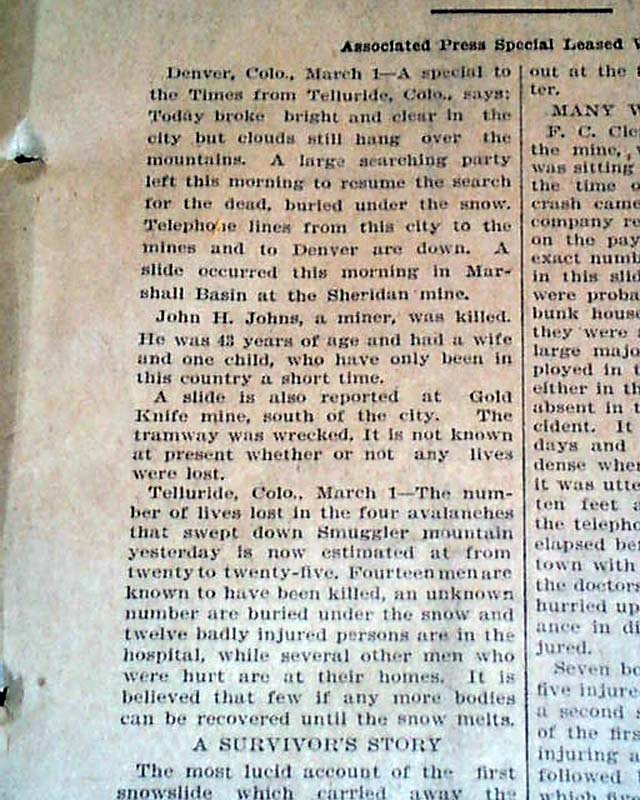 Associated Press Special Leased
Denver, Colo., March 1—A special to
the Times from Telluride, Colo., says:
Today broke bright and clear in the
city but clouds still hang over the
mountains. A large searching party
left this morning to resume the search
for the dead, buried under the snow.
Telephone lines from this city to the
mines and to Denver are down. A
slide occurred this morning in Mar-
shall Basin at the Sheridan mine.
John H. Johns, a miner, was killed.
He was 43 years of age and had a wife
and one child, who have only been in
this country a short time.
A slide is also reported at Gold
Knife mine, south of the city. The
tramway was wrecked. It is not known
at present whether or not any lives
were lost.
Telluride, Colo., March 1—The num-
ber of lives lost in the four avalanches
that swept down Smuggler mountain
yesterday is now estimated at from
twenty to twenty-five. Fourteen men are
known to have been killed, an unknown
number are buried under the snow and
twelve badly injured persons are in the
hospital, while several other men who
were hurt are at their homes. It is
believed that few if any more bodies
can be recovered until the snow melts.
A SURVIVOR'S STORY
The most lucid account of the first
snowslide which carried away the
out at the
ter.
MANY
F. C.
the mine,
was sitting
the time
crash came
company
on the pay
exact
in this
were
bunk
they were
large
ployed in
either in
absent in
cident. It
days and
dense
it was
ten feet
the
elapsed
town with
the doctors
hurried up
ance in
jured.
Seven
five
a second
of the
injuring
followed
which